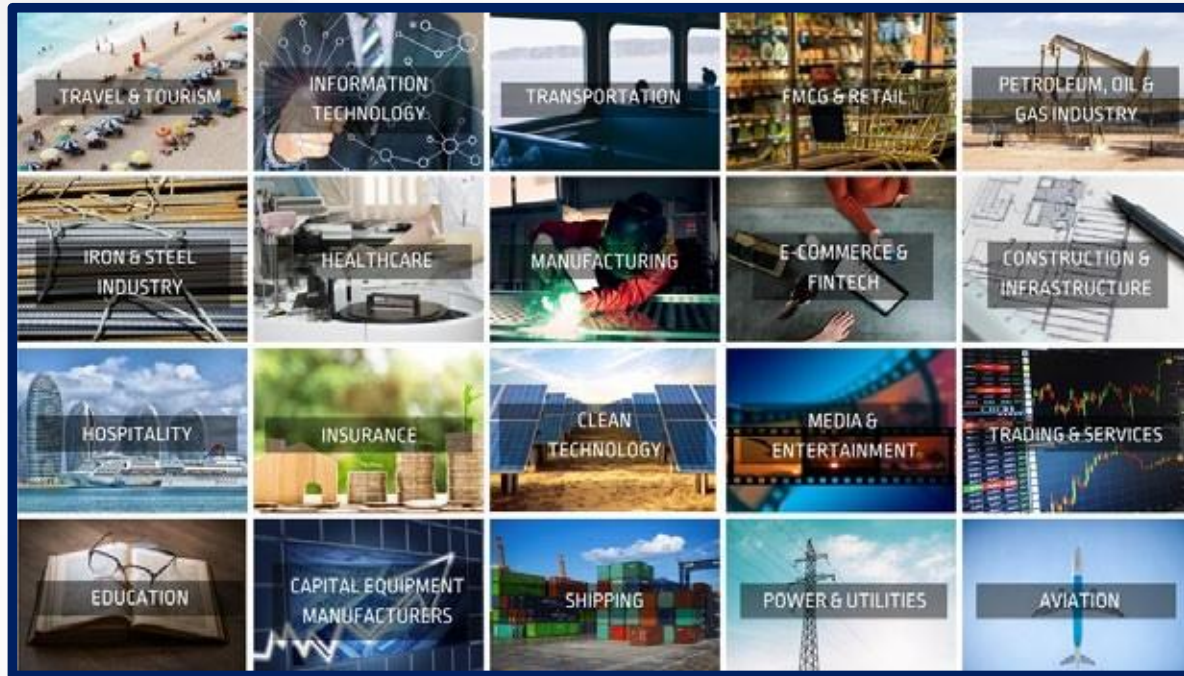 TRAVEL & TOURISM
INFORMATION
TECHNOLOGY
TRANSPORTATION
FMCG & RETAIL
PETROLEUM, OIL &
GAS INDUSTRY
IRON & STEEL
INDUSTRY
HEALTHCARE
MANUFACTURING
E-COMMERCE &
FINTECH
CONSTRUCTION &
INFRASTRUCTURE
HOSPITALITY
INSURANCE
CLEAN
TECHNOLOGY
MEDIA &
ENTERTAINMENT
TRADING & SERVICES
EDUCATION
CAPITAL EQUIPMENT
MANUFACTURERS
SHIPPING
POWER & UTILITIES
AVIATION